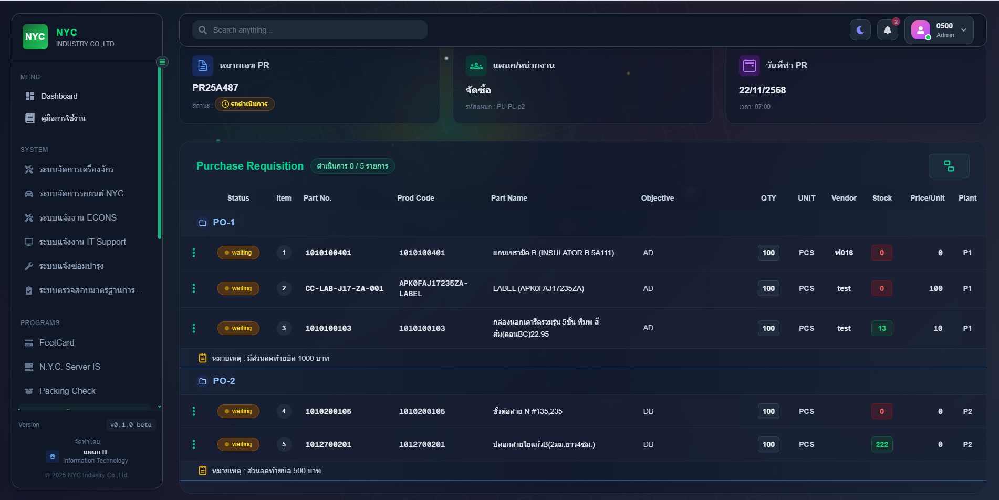 NYC
NYC
INDUSTRY CO.,LTD.
MENU
Dashboard
คู่มือการใช้งาน
SYSTEM
ระบบจัดการเครื่องจักร
ระบบจัดการรถยนต์ NYC
ระบบแจ้งงาน ECONS
ระบบแจ้งงาน IT Support
ระบบแจ้งซ่อมบำรุง
ระบบตรวจสอบมาตรฐานการ...
PROGRAMS
FeetCard
N.Y.C. Server IS
Packing Check
Version v0.1.0-beta
จัดทำโดย
แผนก IT
Information Technology
© 2025 NYC Industry Co.,Ltd.
Search anything...
2
0500
Admin
หมายเลข PR
PR25A487
สถานะ : รอดำเนินการ
แผนก/หน่วยงาน
จัดซื้อ
รหัสแผนก : PU-PL-p2
วันที่ทำ PR
22/11/2568
เวลา: 07:00
Purchase Requisition ดำเนินการ 0 / 5 รายการ
Status Item Part No. Prod Code Part Name Objective QTY UNIT Vendor Stock Price/Unit Plant
PO-1
waiting 1 1010100401 1010100401 แกนเซรามิค B (INSULATOR B 5A111) AD 100 PCS ฟ016 0 0 P1
waiting 2 CC-LAB-J17-ZA-001 APK0FAJ17235ZA-
LABEL LABEL (APK0FAJ17235ZA) AD 100 PCS test 0 100 P1
waiting 3 1010100103 1010100103 กล่องนอกเตารีดรวมรุ่น 5ชั้น พิมพ์ สี
ส้ม(ลอนBC)22.95 AD 100 PCS test 13 10 P1
หมายเหตุ : มีส่วนลดท้ายบิล 1000 บาท
PO-2
waiting 4 1010200105 1010200105 ขั้วต่อสาย N #135,235 DB 100 PCS 0 0 P2
waiting 5 1012700201 1012700201 ปลอกสายใยแก้วB(2มม.ยาว4ซม.) DB 100 PCS 222 0 P2
หมายเหตุ : ส่วนลดท้ายบิล 500 บาท